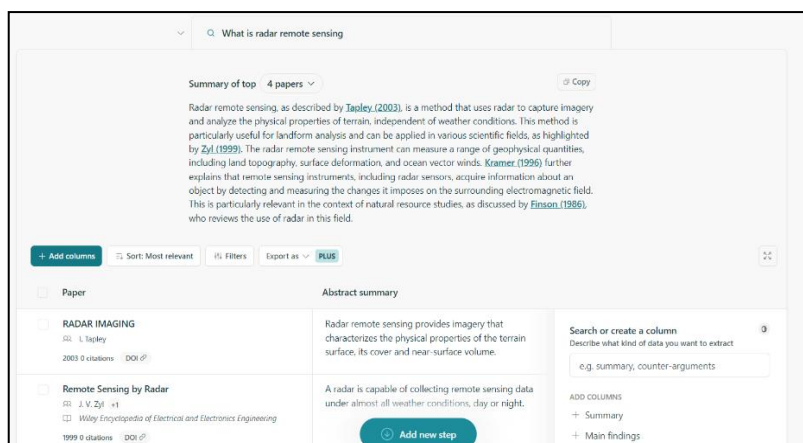 What is radar remote sensing
Summary of top 4 papers
Copy
Radar remote sensing, as described by Tapley (2003), is a method that uses radar to capture imagery
and analyze the physical properties of terrain, independent of weather conditions. This method is
particularly useful for landform analysis and can be applied in various scientific fields, as highlighted
by Zyl (1999). The radar remote sensing instrument can measure a range of geophysical quantities,
including land topography, surface deformation, and ocean vector winds. Kramer (1996) further
explains that remote sensing instruments, including radar sensors, acquire information about an
object by detecting and measuring the changes it imposes on the surrounding electromagnetic field.
This is particularly relevant in the context of natural resource studies, as discussed by Finson (1986),
who reviews the use of radar in this field.
+ Add columns Sort: Most relevant Filters Export as PLUS
Paper Abstract summary
RADAR IMAGING
I. Tapley
2003 0 citations DOI
Radar remote sensing provides imagery that
characterizes the physical properties of the terrain
surface, its cover and near-surface volume.
Remote Sensing by Radar
J. V. Zyl +1
Wiley Encyclopedia of Electrical and Electronics Engineering
1999 0 citations DOI
A radar is capable of collecting remote sensing data
under almost all weather conditions, day or night.
Add new step
Search or create a column
Describe what kind of data you want to extract
e.g. summary, counter-arguments
ADD COLUMNS
+ Summary
+ Main findings